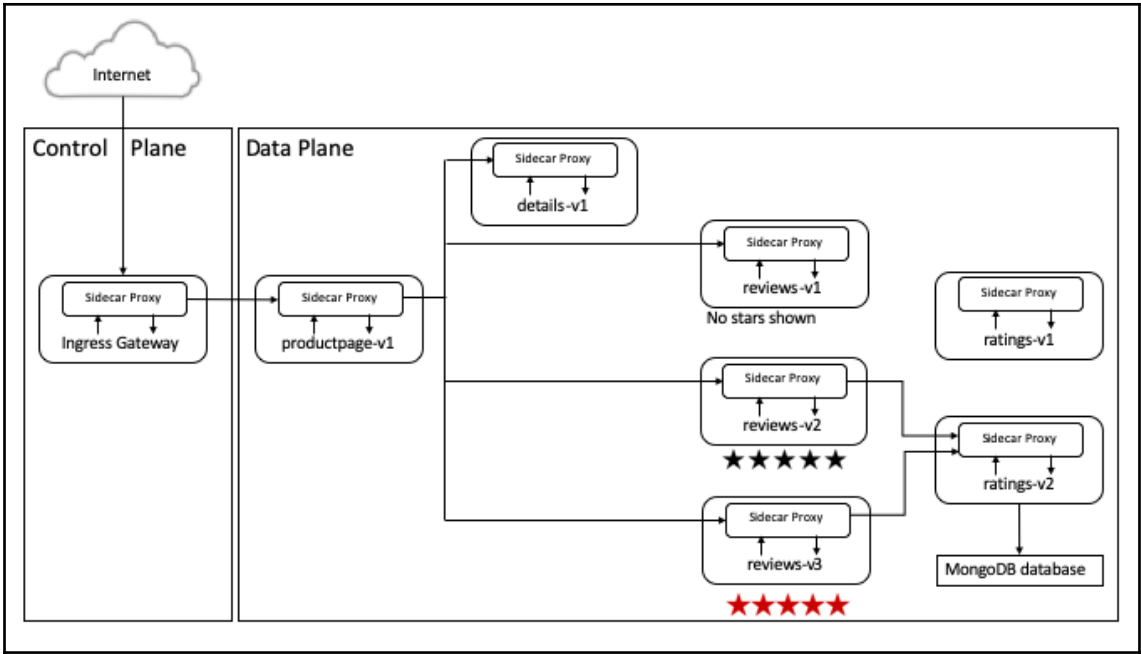 Internet
Control Plane
Data Plane
Sidecar Proxy
details-v1
Sidecar Proxy
reviews-v1
No stars shown
Sidecar Proxy
Ingress Gateway
Sidecar Proxy
productpage-v1
Sidecar Proxy
ratings-v1
Sidecar Proxy
reviews-v2
Sidecar Proxy
ratings-v2
Sidecar Proxy
reviews-v3
MongoDB database